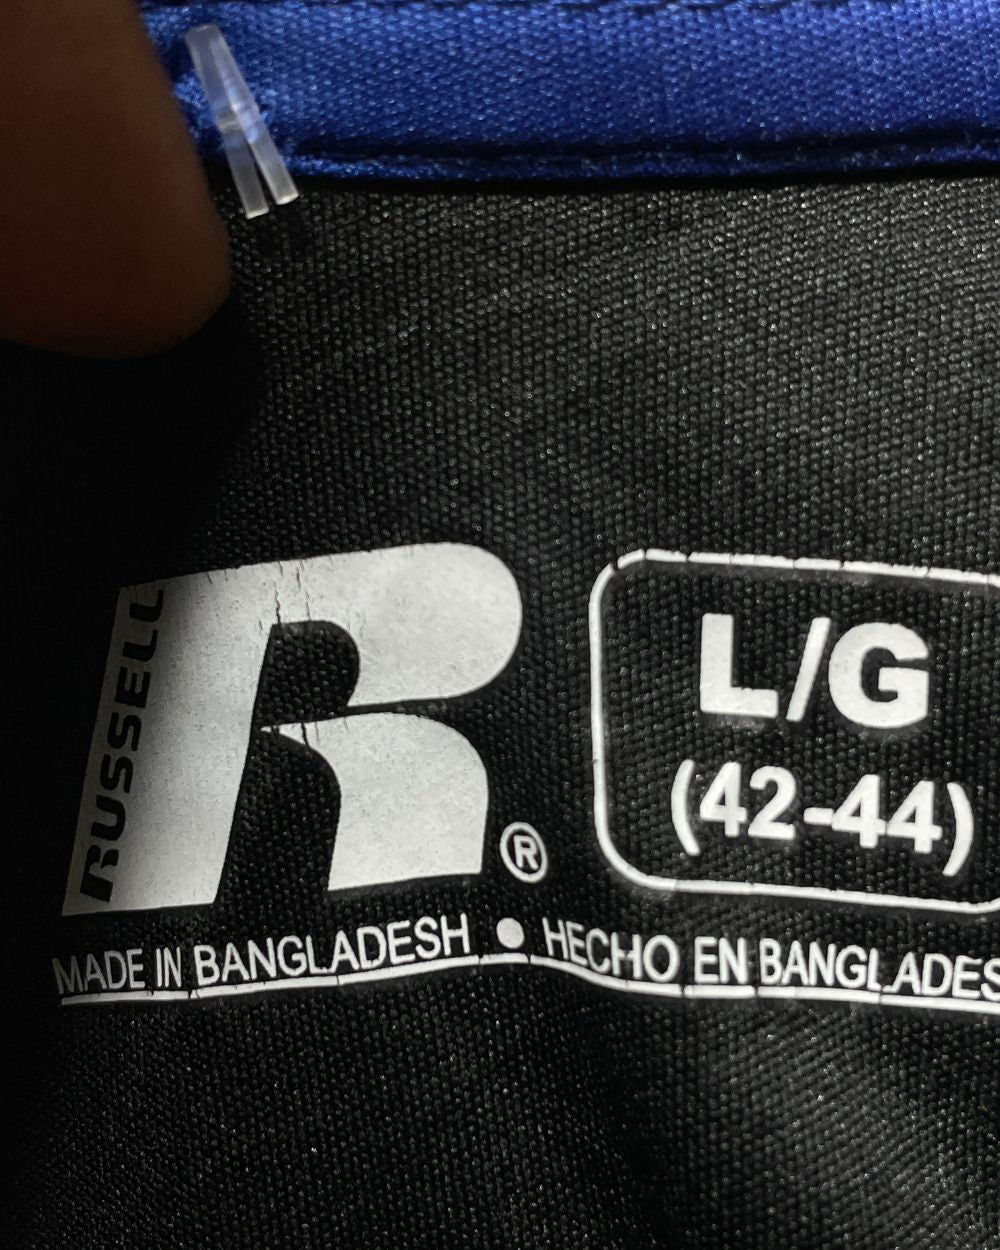 RUSSELL
R
®
L/G
(42-44)
MADE IN BANGLADESH • HECHO EN BANGLADES